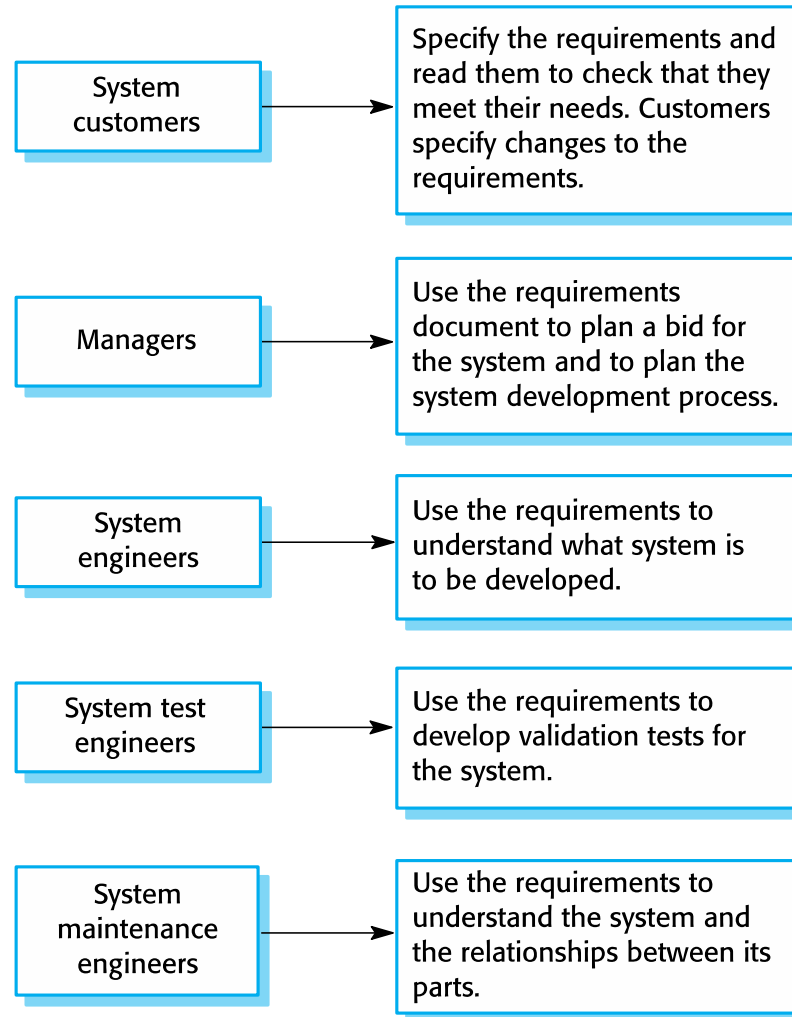 System
customers
Specify the requirements and
read them to check that they
meet their needs. Customers
specify changes to the
requirements.
Managers
Use the requirements
document to plan a bid for
the system and to plan the
system development process.
System
engineers
Use the requirements to
understand what system is
to be developed.
System test
engineers
Use the requirements to
develop validation tests for
the system.
System
maintenance
engineers
Use the requirements to
understand the system and
the relationships between its
parts.